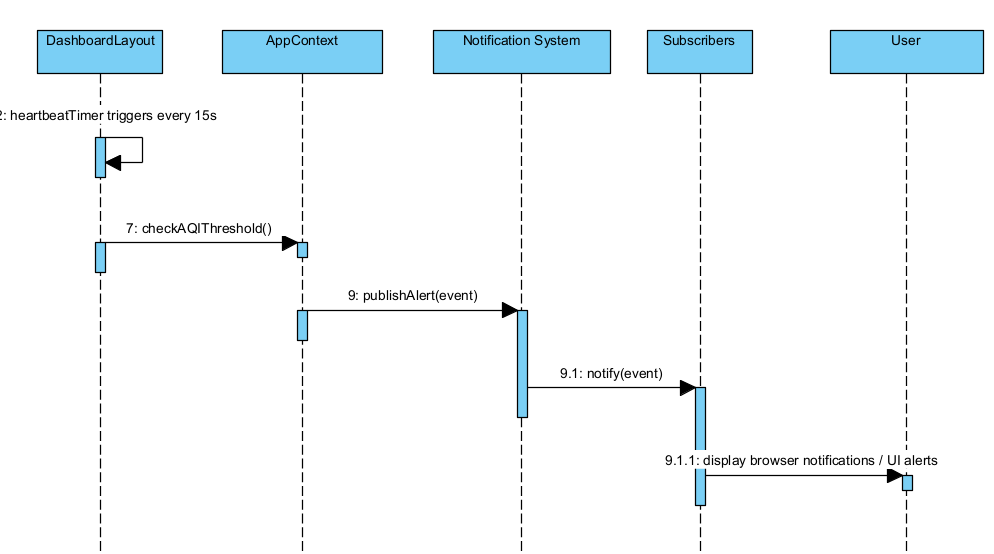 DashboardLayout
AppContext
Notification System
Subscribers
User
2: heartbeatTimer triggers every 15s
7: checkAQIThreshold()
9: publishAlert(event)
9.1: notify(event)
9.1.1: display browser notifications / UI alerts